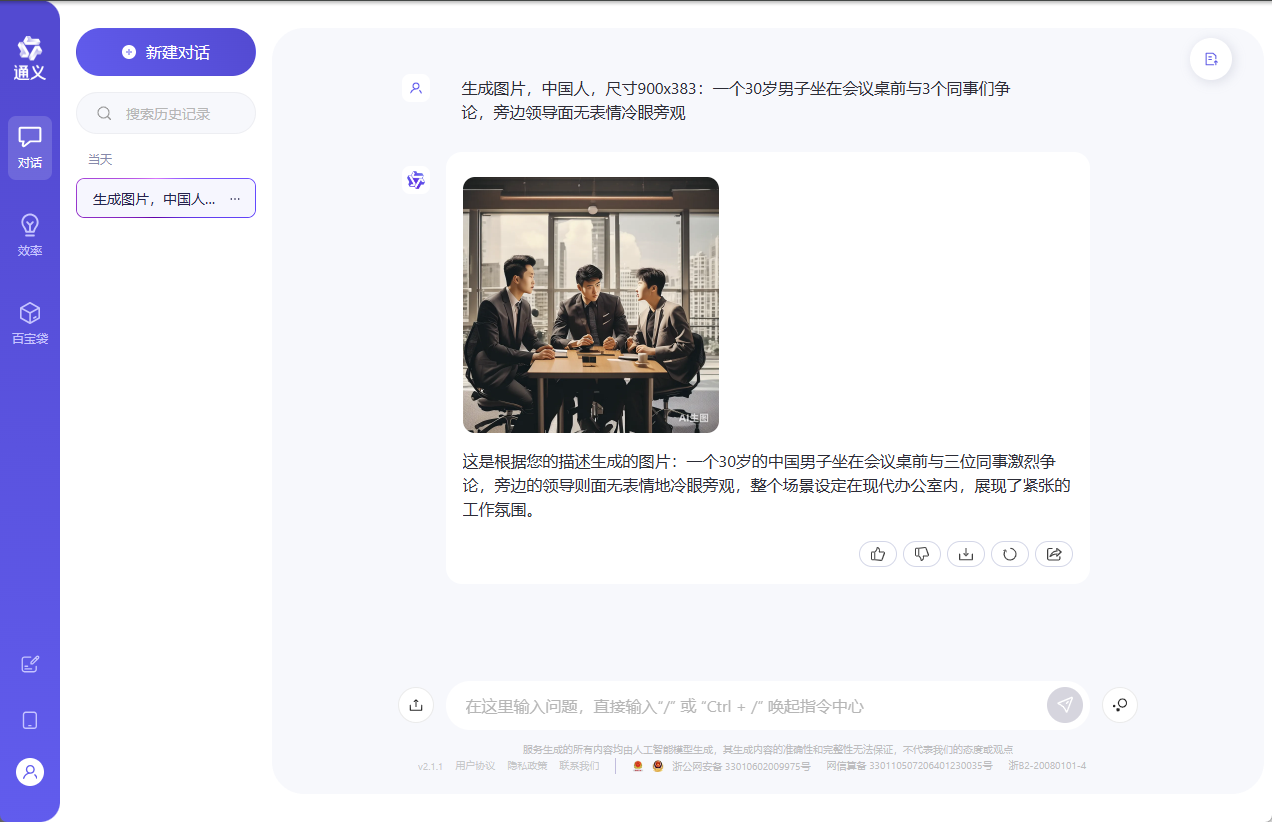 通义
对话
效率
百宝袋
新建对话
搜索历史记录
当天
生成图片，中国人...
生成图片，中国人，尺寸900x383：一个30岁男子坐在会议桌前与3个同事们争
论，旁边领导面无表情冷眼旁观
AI生图
这是根据您的描述生成的图片：一个30岁的中国男子坐在会议桌前与三位同事激烈争
论，旁边的领导则面无表情地冷眼旁观，整个场景设定在现代办公室内，展现了紧张的
工作氛围。
在这里输入问题，直接输入“/” 或 “Ctrl + /” 唤起指令中心
服务生成的所有内容均由人工智能模型生成，其生成内容的准确性和完整性无法保证，不代表我们的态度或观点
v2.1.1 用户协议 隐私政策 联系我们 浙公网安备 33010602009975号 网信算备 330110507206401230035号 浙B2-20080101-4